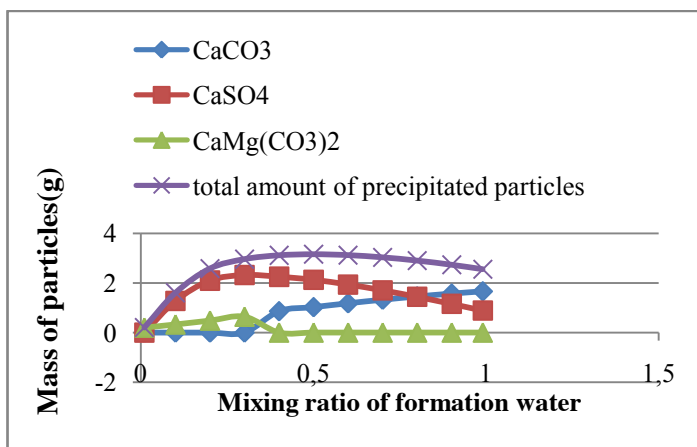 CaCO3
CaSO4
CaMg(CO3)2
total amount of precipitated particles
Mass of particles(g)
4
2
0
-2
0
0,5
1
1,5
Mixing ratio of formation water